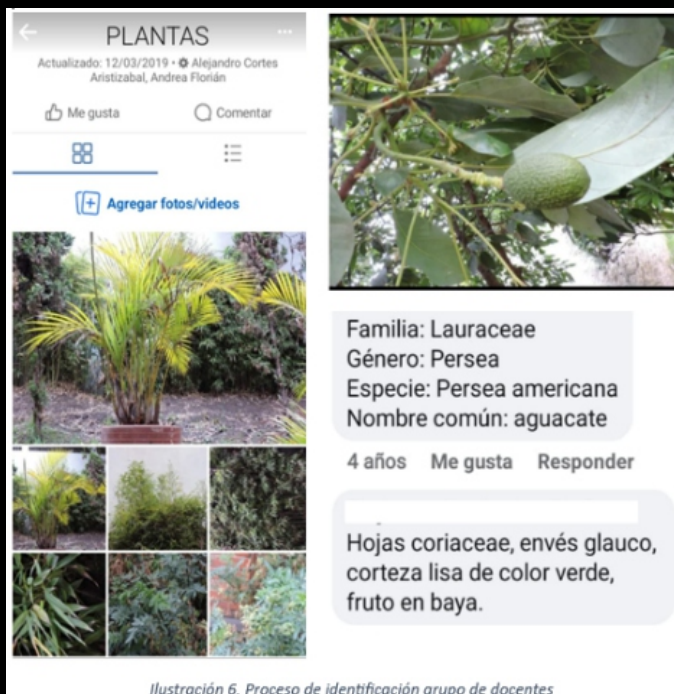 PLANTAS
Actualizado: 12/03/2019 • Alejandro Cortes
Aristizabal, Andrea Florián
Me gusta
Comentar
Agregar fotos/videos
Familia: Lauraceae
Género: Persea
Especie: Persea americana
Nombre común: aguacate
4 años Me gusta Responder
Hojas coriaceae, envés glauco,
corteza lisa de color verde,
fruto en baya.
Ilustración 6. Proceso de identificación grupo de docentes